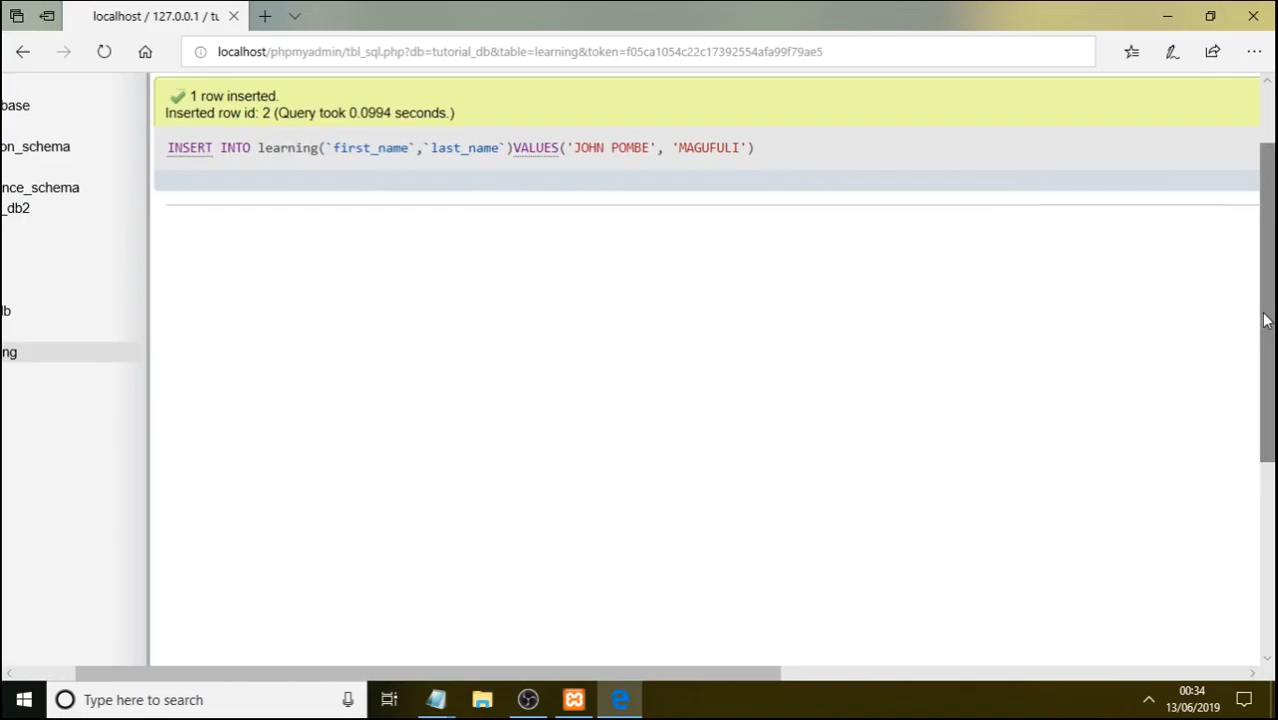 localhost / 127.0.0.1 / tu
localhost/phpmyadmin/tbl_sql.php?db=tutorial_db&table=learning&token=f05ca1054c22c17392554afa99f79ae5
base
on_schema
nce_schema
_db2
lb
ng
1 row inserted.
Inserted row id: 2 (Query took 0.0994 seconds.)
INSERT INTO learning(`first_name`,`last_name`)VALUES('JOHN POMBE', 'MAGUFULI')
Type here to search
00:34
13/06/2019